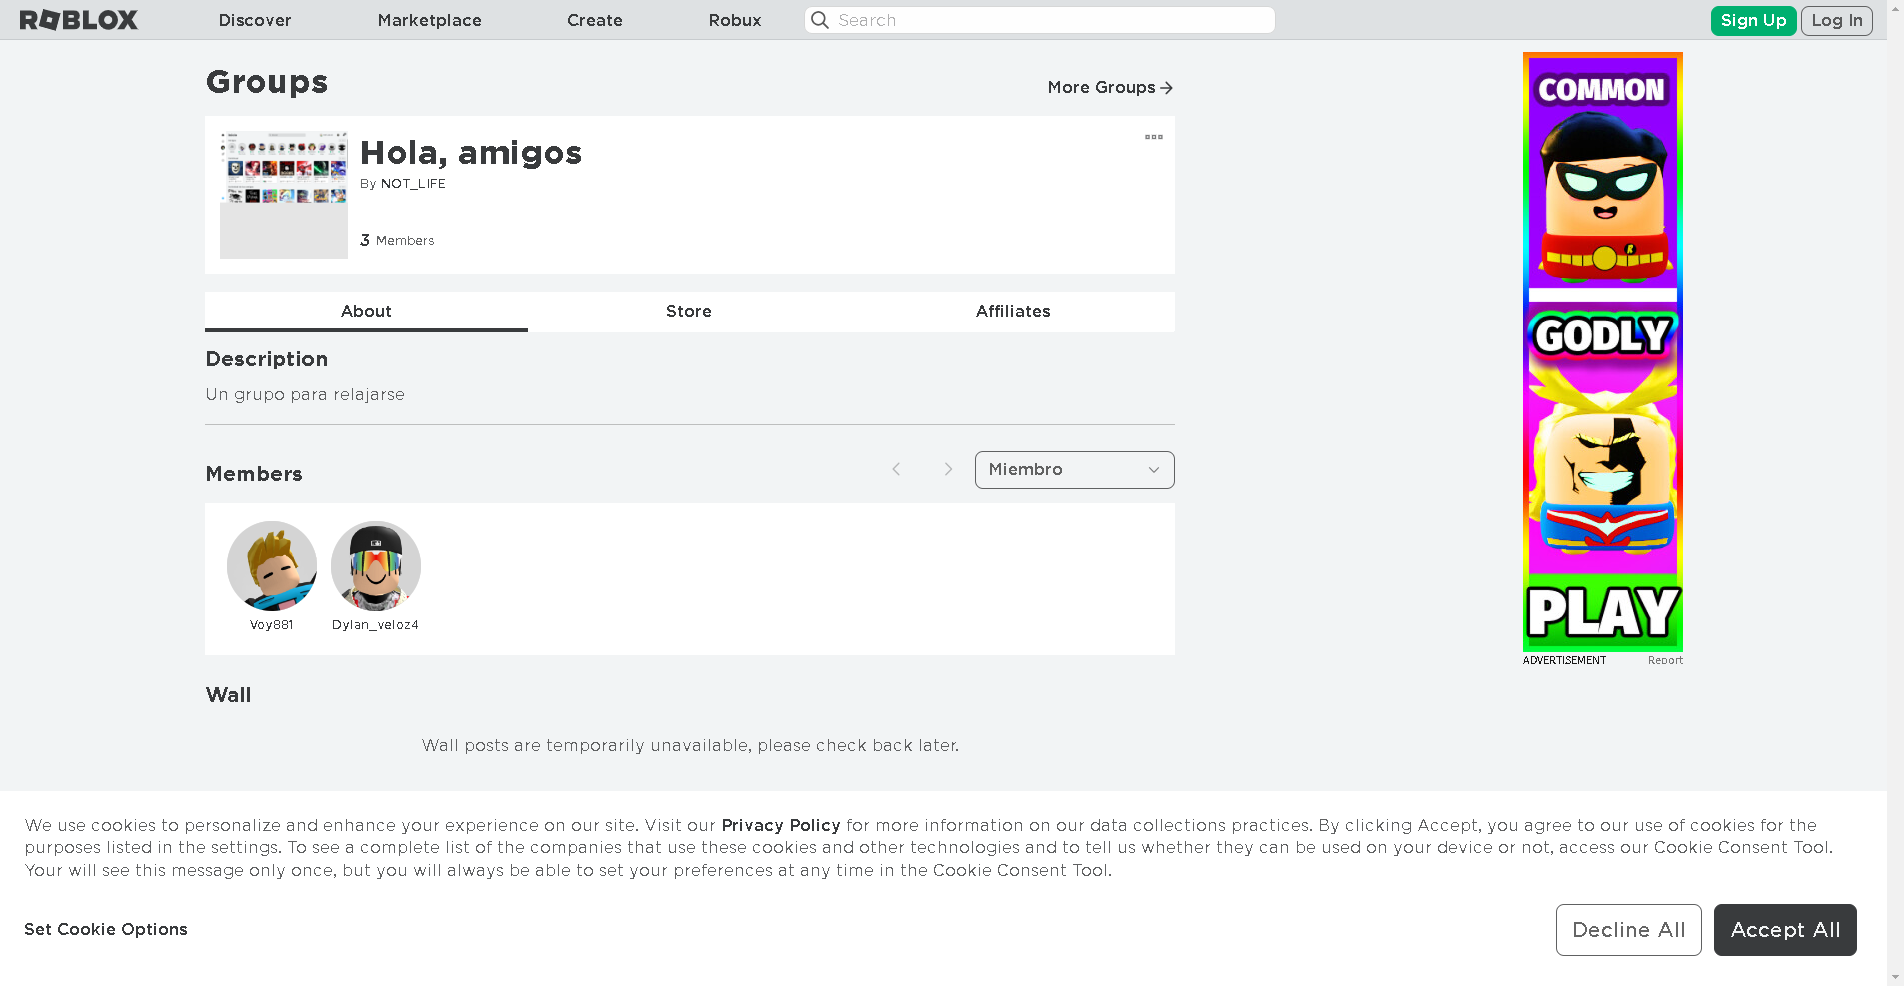 ROBLOX
Discover
Marketplace
Create
Robux
Search
Sign Up
Log In
Groups
More Groups
Hola, amigos
By NOT_LIFE
3 Members
About
Store
Affiliates
Description
Un grupo para relajarse
Members
Miembro
Voy881
Dylan_veloz4
Wall
Wall posts are temporarily unavailable, please check back later.
COMMON
GODLY
PLAY
ADVERTISEMENT
Report
We use cookies to personalize and enhance your experience on our site. Visit our Privacy Policy for more information on our data collections practices. By clicking Accept, you agree to our use of cookies for the
purposes listed in the settings. To see a complete list of the companies that use these cookies and other technologies and to tell us whether they can be used on your device or not, access our Cookie Consent Tool.
Your will see this message only once, but you will always be able to set your preferences at any time in the Cookie Consent Tool.
Set Cookie Options
Decline All
Accept All